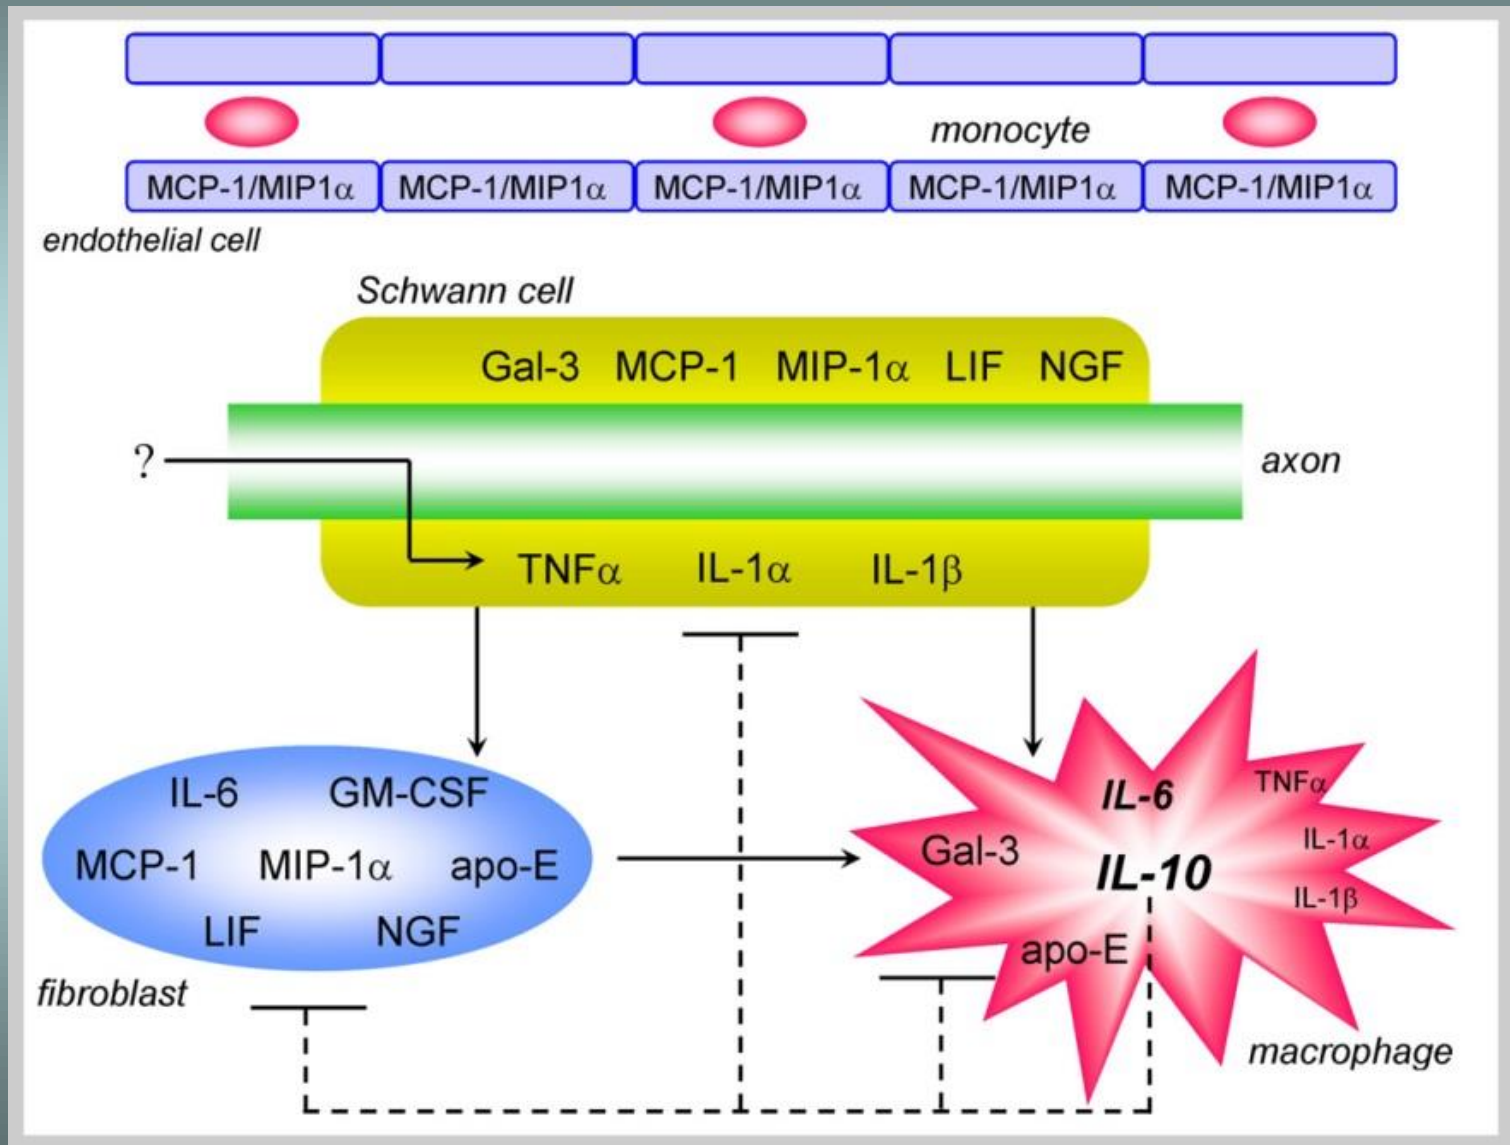 monocyte
MCP-1/MIP1α MCP-1/MIP1α MCP-1/MIP1α MCP-1/MIP1α MCP-1/MIP1α
endothelial cell
Schwann cell
Gal-3 MCP-1 MIP-1α LIF NGF
? axon
TNFα IL-1α IL-1β
IL-6 GM-CSF
MCP-1 MIP-1α apo-E
LIF NGF
fibroblast
IL-6 TNFα
Gal-3 IL-1α
IL-10
IL-1β
apo-E
macrophage